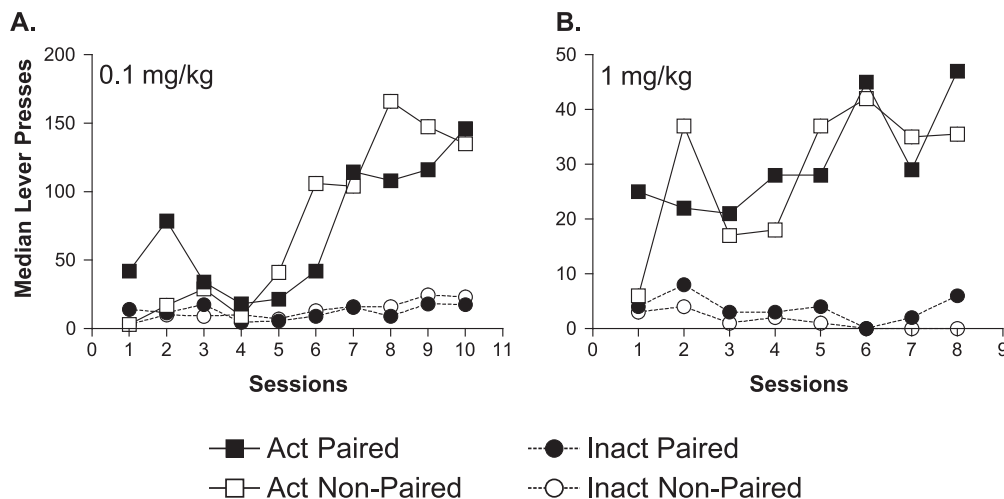 A.
B.
0.1 mg/kg
1 mg/kg
Median Lever Presses
200
150
100
50
0
0 1 2 3 4 5 6 7 8 9 10 11
Sessions
50
40
30
20
10
0
0 1 2 3 4 5 6 7 8 9
Sessions
Act Paired
Inact Paired
Act Non-Paired
Inact Non-Paired